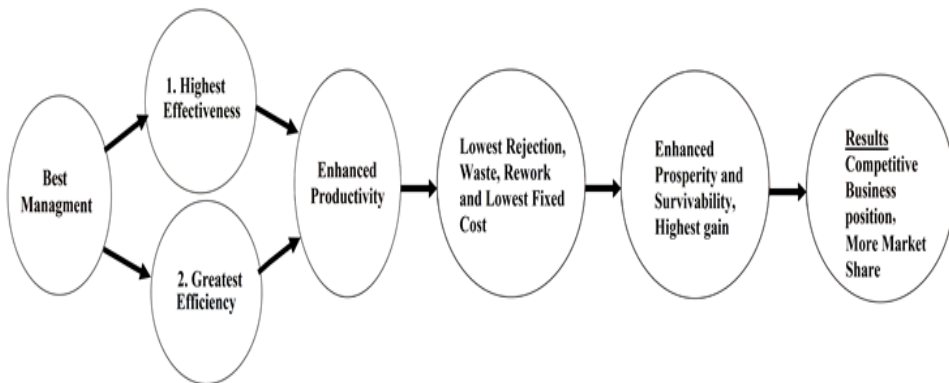 Best
Managment
1. Highest
Effectiveness
2. Greatest
Efficiency
Enhanced
Productivity
Lowest Rejection,
Waste, Rework
and Lowest Fixed
Cost
Enhanced
Prosperity and
Survivability,
Highest gain
Results
Competitive
Business
position,
More Market
Share